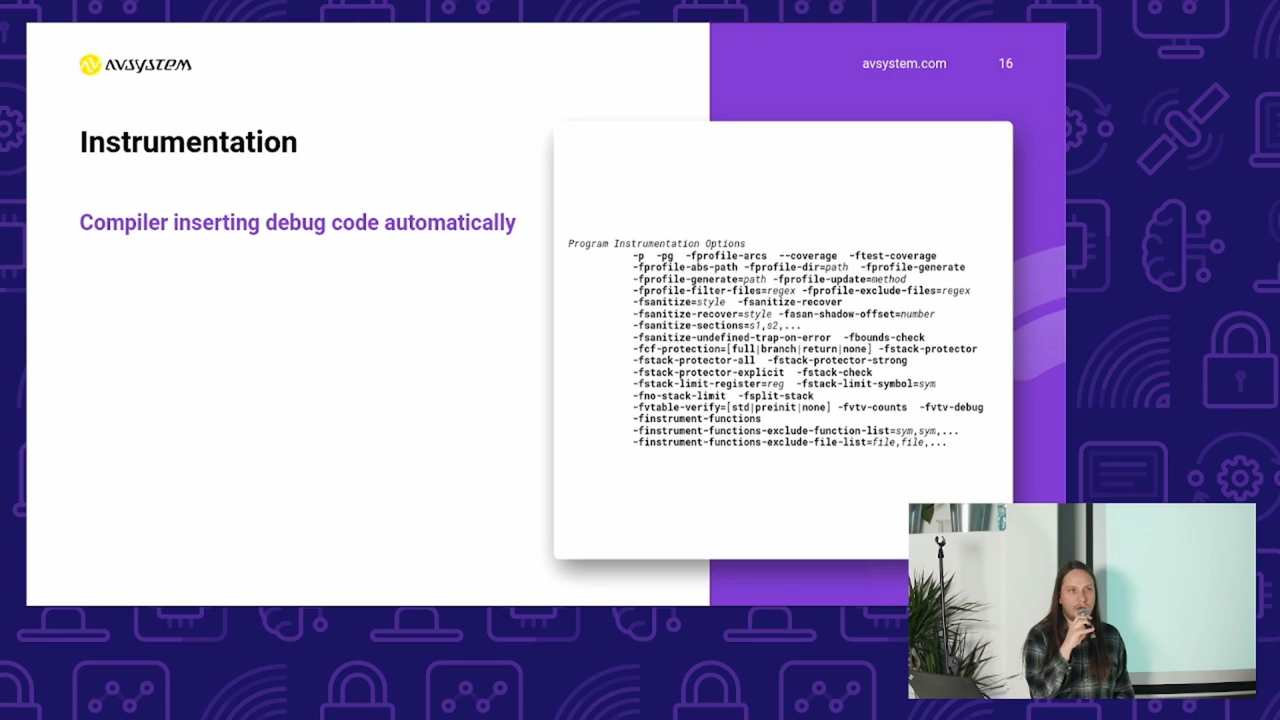 AVSYSTEM
avsystem.com
16
Instrumentation
Compiler inserting debug code automatically
Program Instrumentation Options
-p -pg -fprofile-arcs --coverage -ftest-coverage
-fprofile-abs-path -fprofile-dir=path -fprofile-generate
-fprofile-generate=path -fprofile-update=method
-fprofile-filter-files=regex -fprofile-exclude-files=regex
-fsanitize=style -fsanitize-recover
-fsanitize-recover=style -fasan-shadow-offset=number
-fsanitize-sections=s1,s2,...
-fsanitize-undefined-trap-on-error -fbounds-check
-fcf-protection=[full|branch|return|none] -fstack-protector
-fstack-protector-all -fstack-protector-strong
-fstack-protector-explicit -fstack-check
-fstack-limit-register=reg -fstack-limit-symbol=sym
-fno-stack-limit -fsplit-stack
-fvtable-verify=[std|preinit|none] -fvtv-counts -fvtv-debug
-finstrument-functions
-finstrument-functions-exclude-function-list=sym,sym,...
-finstrument-functions-exclude-file-list=file,file,...